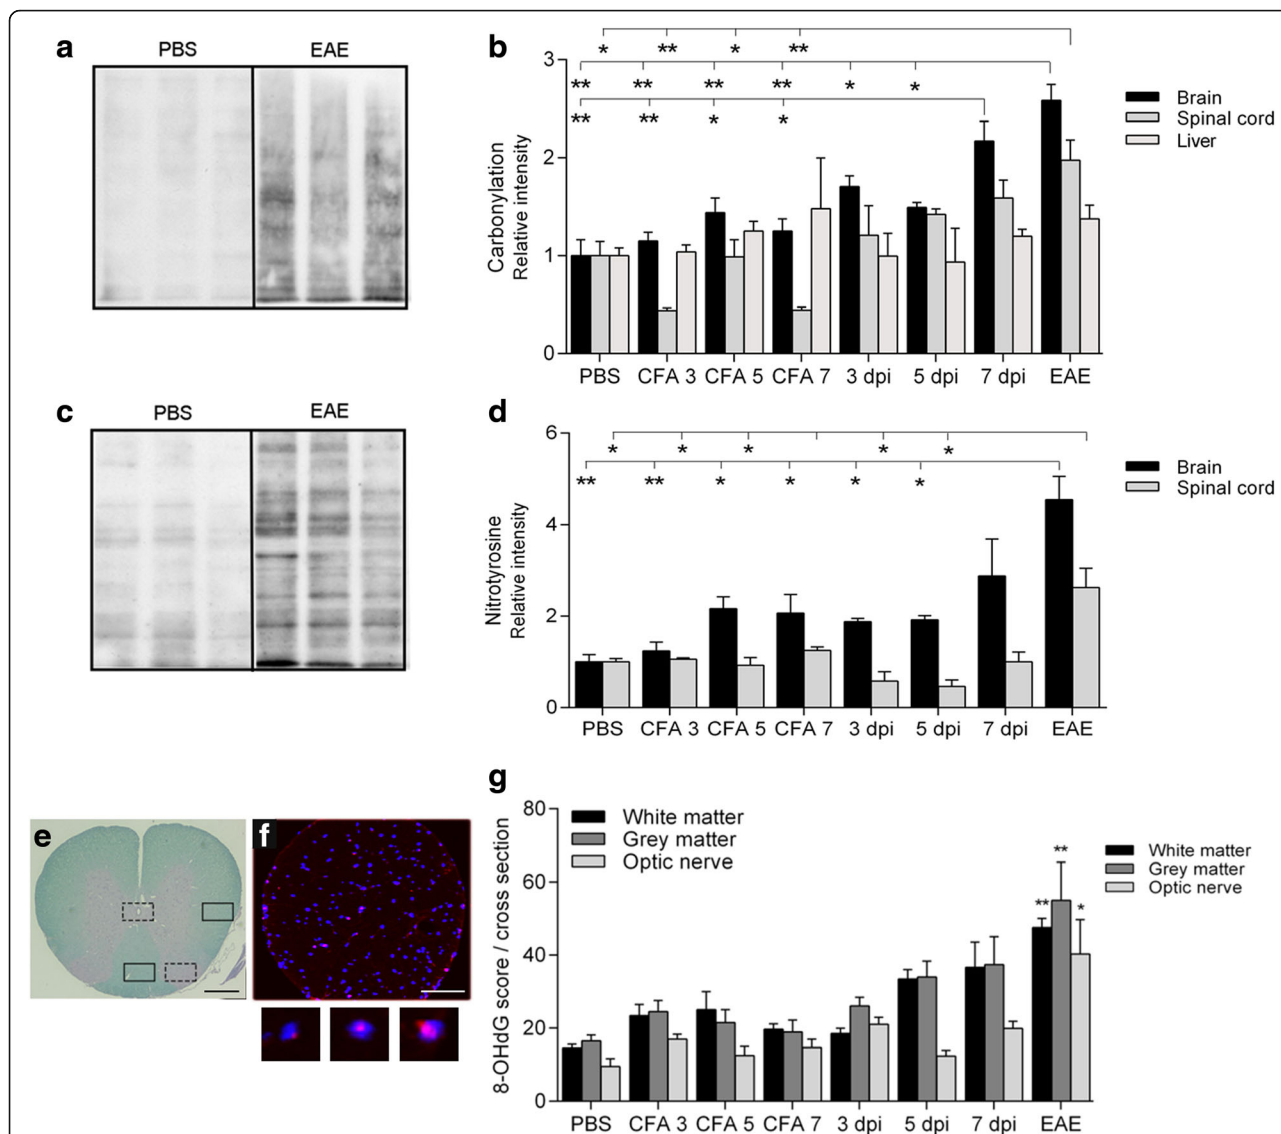 a
PBS EAE
b
* ** * **
** ** ** ** * *
** ** * *
3
2
1
0
Carbonylation
Relative intensity
PBS CFA 3 CFA 5 CFA 7 3 dpi 5 dpi 7 dpi EAE
Brain
Spinal cord
Liver
c
PBS EAE
d
* * * * *
** ** * * * *
6
4
2
0
Nitrotyrosine
Relative intensity
PBS CFA 3 CFA 5 CFA 7 3 dpi 5 dpi 7 dpi EAE
Brain
Spinal cord
e
f
g
80
60
40
20
0
8-OHdG score / cross section
White matter
Grey matter
Optic nerve
White matter
Grey matter
Optic nerve
** ** *
PBS CFA 3 CFA 5 CFA 7 3 dpi 5 dpi 7 dpi EAE